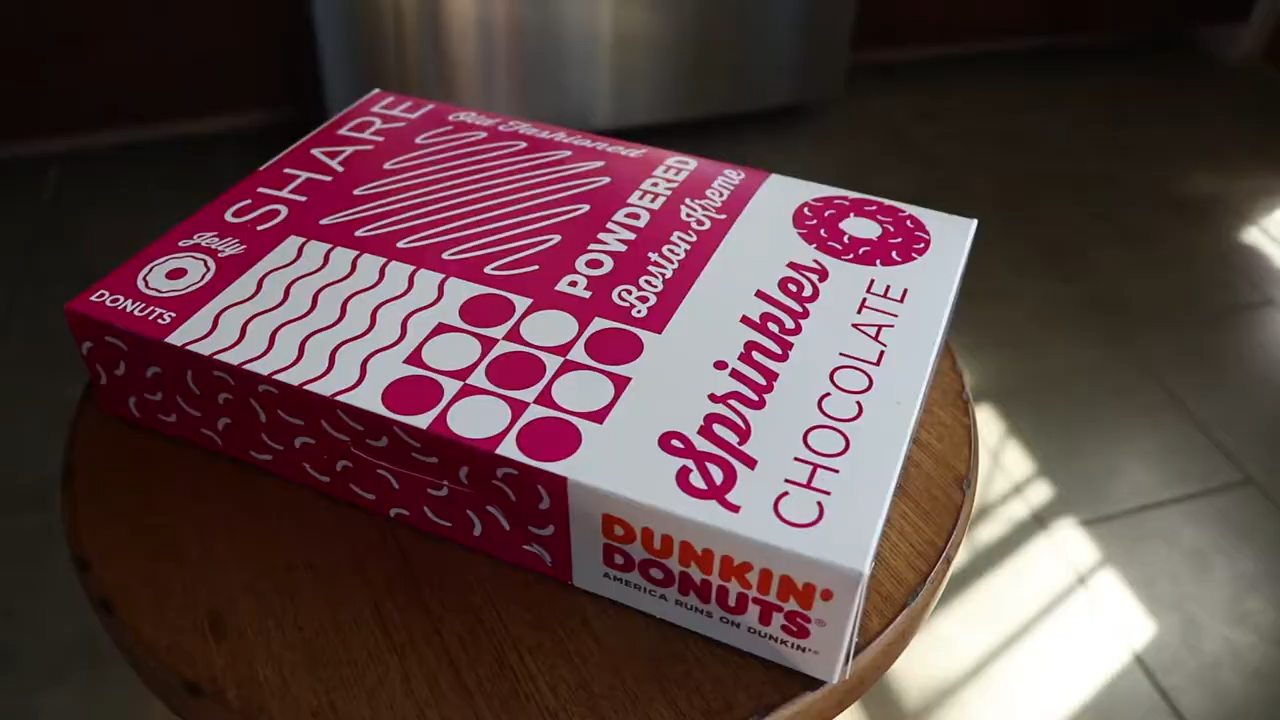 SHARE
Old Fashioned
POWDERED
Boston Kreme
Jelly
DONUTS
Sprinkles
CHOCOLATE
DUNKIN'
DONUTS®
AMERICA RUNS ON DUNKIN'